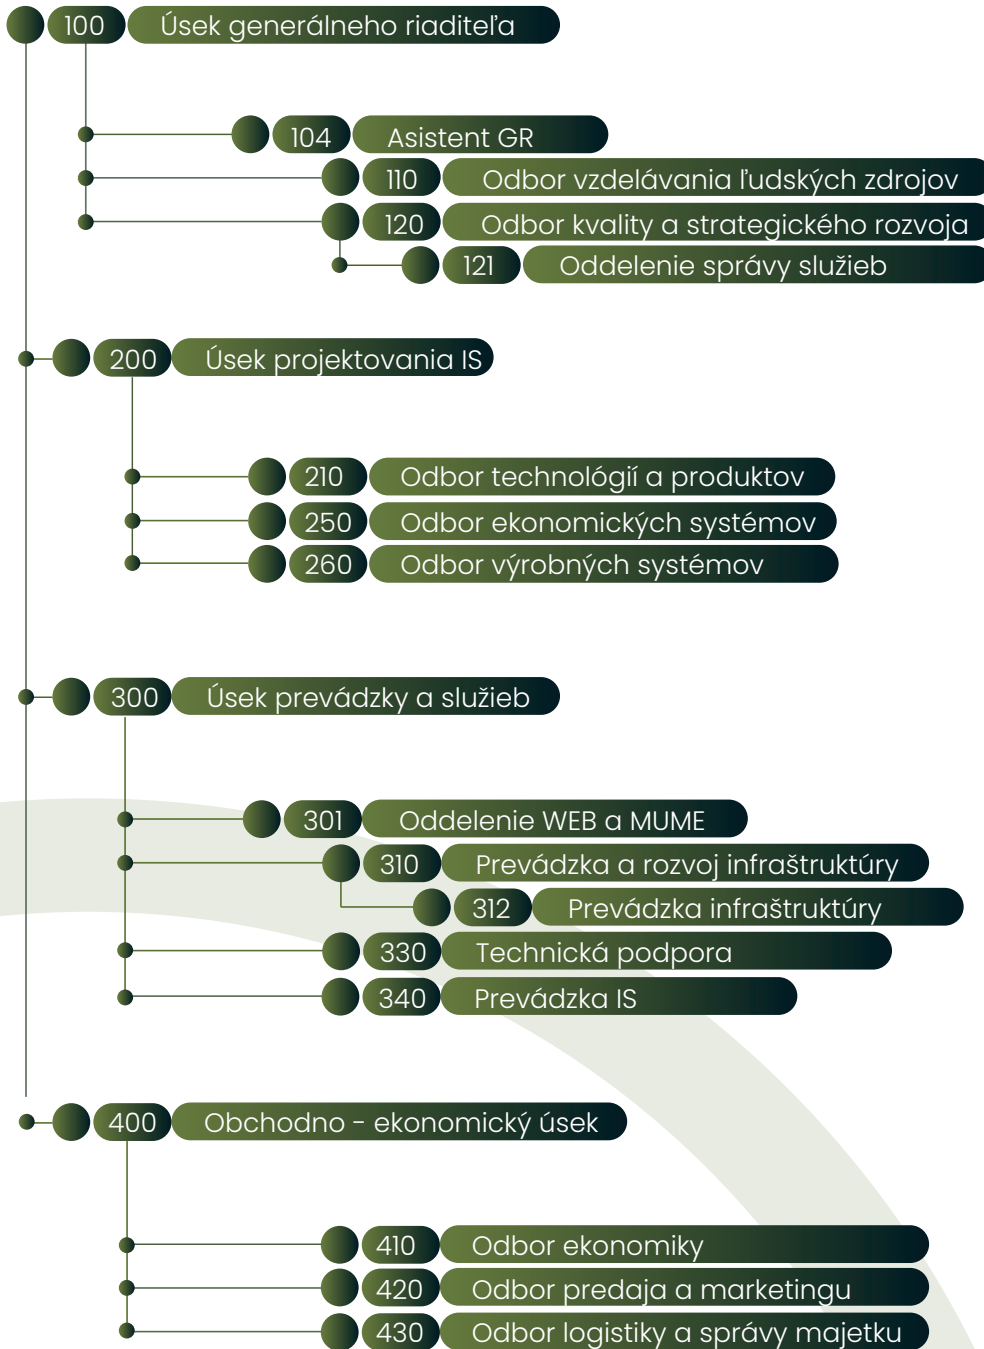 100 Úsek generálneho riaditeľa
104 Asistent GR
110 Odbor vzdelávania ľudských zdrojov
120 Odbor kvality a strategického rozvoja
121 Oddelenie správy služieb
200 Úsek projektovania IS
210 Odbor technológií a produktov
250 Odbor ekonomických systémov
260 Odbor výrobných systémov
300 Úsek prevádzky a služieb
301 Oddelenie WEB a MUME
310 Prevádzka a rozvoj infraštruktúry
312 Prevádzka infraštruktúry
330 Technická podpora
340 Prevádzka IS
400 Obchodno - ekonomický úsek
410 Odbor ekonomiky
420 Odbor predaja a marketingu
430 Odbor logistiky a správy majetku